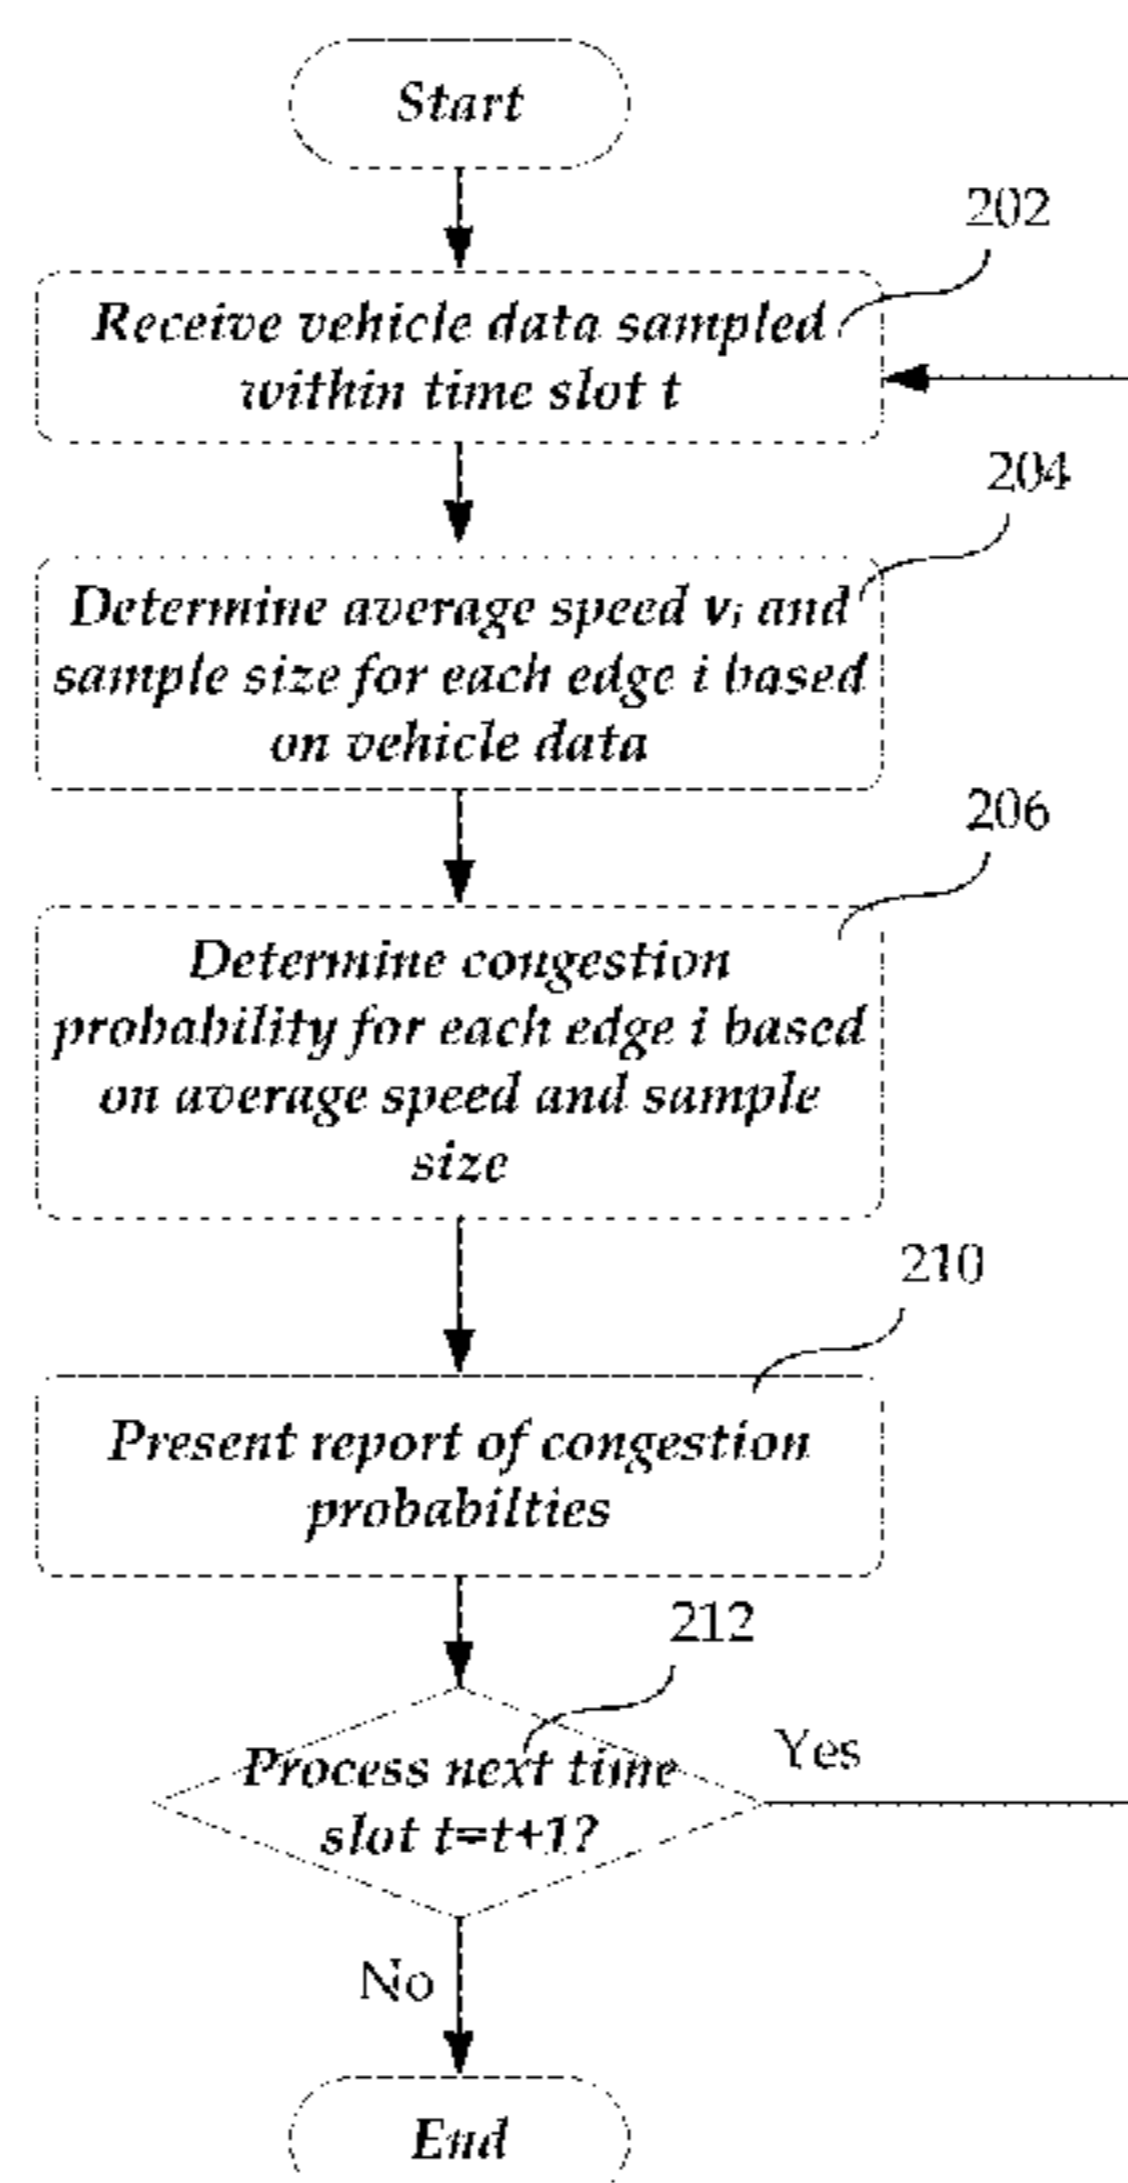 Start
202
Receive vehicle data sampled
within time slot t
204
Determine average speed vᵢ and
sample size for each edge i based
on vehicle data
206
Determine congestion
probability for each edge i based
on average speed and sample
size
210
Present report of congestion
probabilties
212
Process next time
slot t=t+1?
Yes
No
End